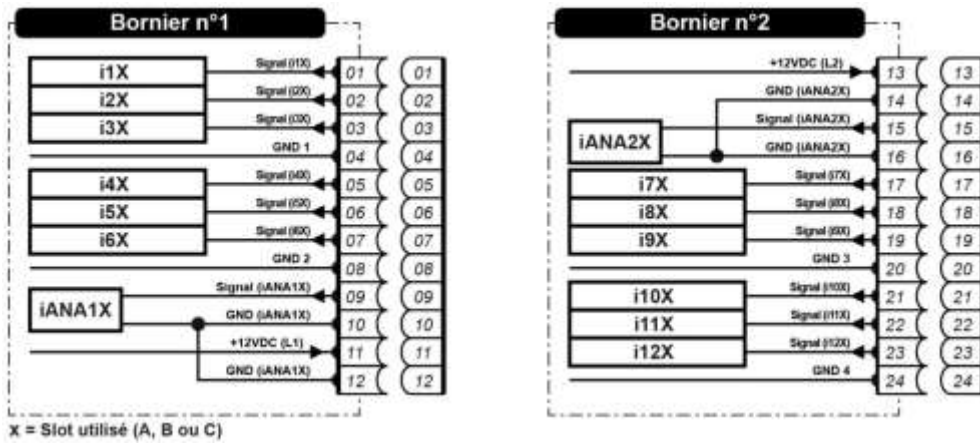 Bornier n°1
i1X Signal (i1X) 01 01
i2X Signal (i2X) 02 02
i3X Signal (i3X) 03 03
GND 1 04 04
i4X Signal (i4X) 05 05
i5X Signal (i5X) 06 06
i6X Signal (i6X) 07 07
GND 2 08 08
iANA1X Signal (iANA1X) 09 09
GND (iANA1X) 10 10
+12VDC (L1) 11 11
GND (iANA1X) 12 12
X = Slot utilisé (A, B ou C)
Bornier n°2
+12VDC (L2) 13 13
GND (iANA2X) 14 14
iANA2X Signal (iANA2X) 15 15
GND (iANA2X) 16 16
i7X Signal (i7X) 17 17
i8X Signal (i8X) 18 18
i9X Signal (i9X) 19 19
GND 3 20 20
i10X Signal (i10X) 21 21
i11X Signal (i11X) 22 22
i12X Signal (i12X) 23 23
GND 4 24 24